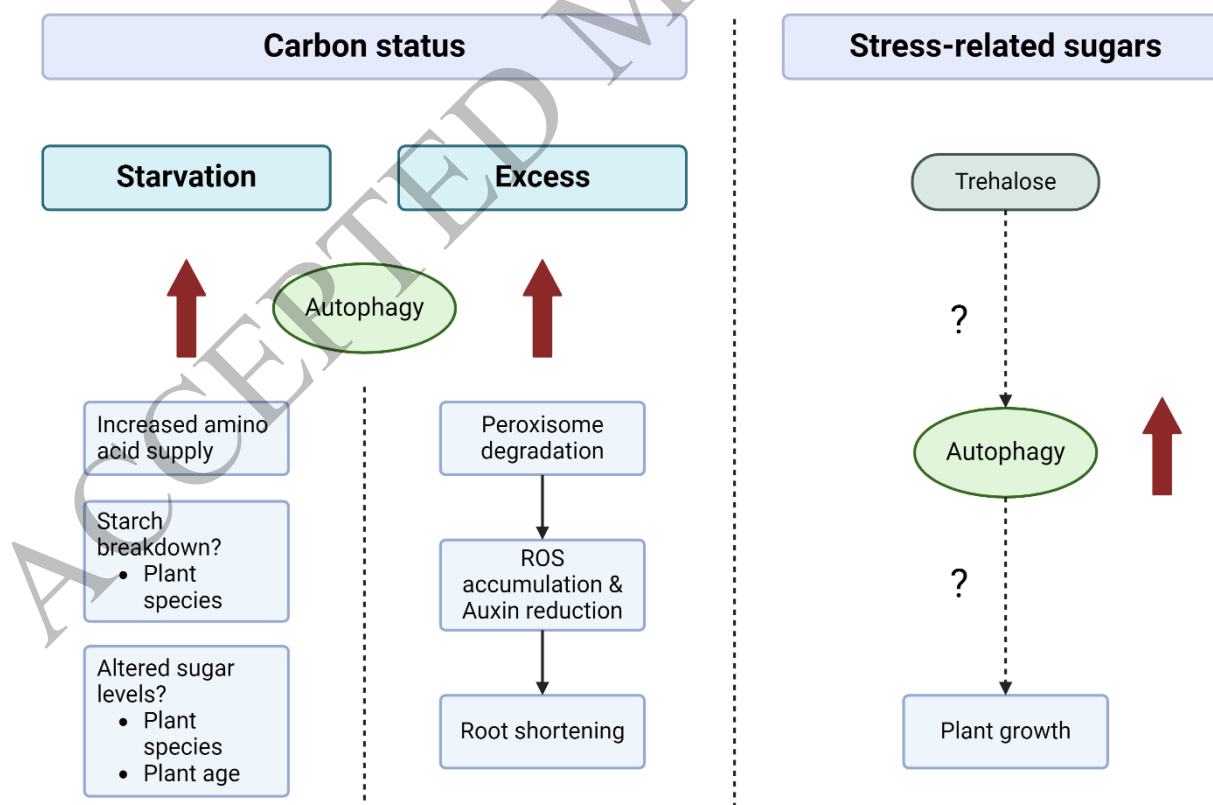 Carbon status
Stress-related sugars
Starvation
Excess
Autophagy
Increased amino
acid supply
Starch
breakdown?
• Plant
species
Altered sugar
levels?
• Plant
species
• Plant age
Peroxisome
degradation
ROS
accumulation &
Auxin reduction
Root shortening
Trehalose
?
Autophagy
?
Plant growth
ACCEPTED M